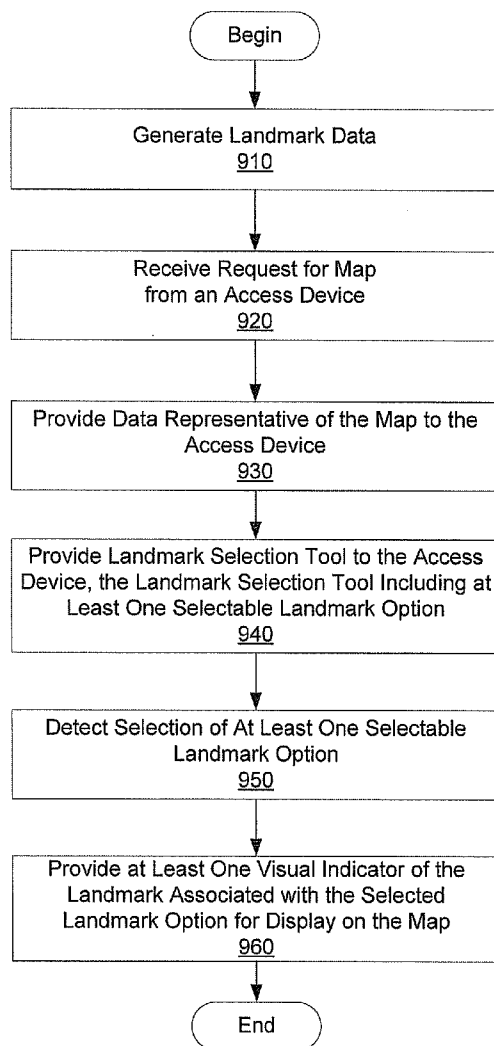 Begin
Generate Landmark Data
910
Receive Request for Map
from an Access Device
920
Provide Data Representative of the Map to the
Access Device
930
Provide Landmark Selection Tool to the Access
Device, the Landmark Selection Tool Including at
Least One Selectable Landmark Option
940
Detect Selection of At Least One Selectable
Landmark Option
950
Provide at Least One Visual Indicator of the
Landmark Associated with the Selected
Landmark Option for Display on the Map
960
End